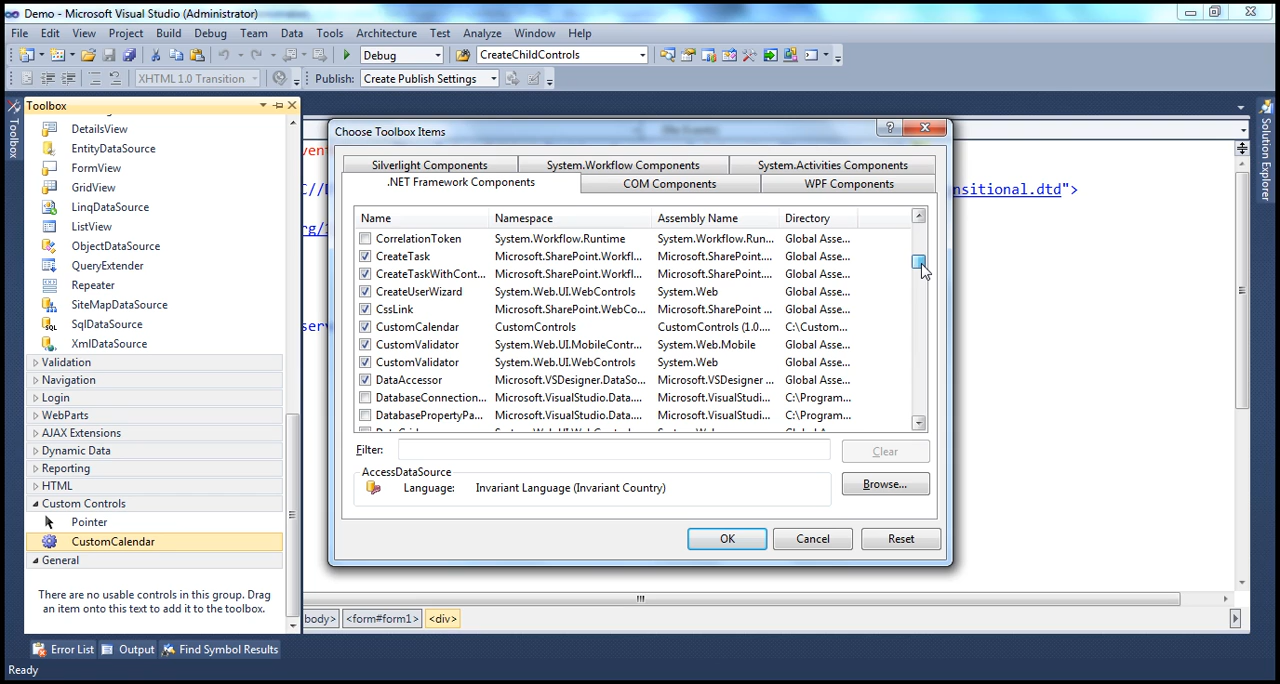 Demo - Microsoft Visual Studio (Administrator)
File Edit View Project Build Debug Team Data Tools Architecture Test Analyze Window Help
Debug CreateChildControls
XHTML 1.0 Transition Publish: Create Publish Settings
Toolbox
Toolbox
Solution Explorer
DetailsView
EntityDataSource
FormView
GridView
LinqDataSource
ListView
ObjectDataSource
QueryExtender
Repeater
SiteMapDataSource
SqlDataSource
XmlDataSource
Validation
Navigation
Login
WebParts
AJAX Extensions
Dynamic Data
Reporting
HTML
Custom Controls
Pointer
CustomCalendar
General
There are no usable controls in this group. Drag
an item onto this text to add it to the toolbox.
nsitional.dtd">
Choose Toolbox Items
Silverlight Components System.Workflow Components System.Activities Components
.NET Framework Components COM Components WPF Components
Name Namespace Assembly Name Directory
CorrelationToken System.Workflow.Runtime System.Workflow.Run... Global Asse...
CreateTask Microsoft.SharePoint.Workfl... Microsoft.SharePoint.... Global Asse...
CreateTaskWithCont... Microsoft.SharePoint.Workfl... Microsoft.SharePoint.... Global Asse...
CreateUserWizard System.Web.UI.WebControls System.Web Global Asse...
CssLink Microsoft.SharePoint.WebCo... Microsoft.SharePoint ... Global Asse...
CustomCalendar CustomControls CustomControls (1.0.... C:\Custom...
CustomValidator System.Web.UI.MobileContr... System.Web.Mobile Global Asse...
CustomValidator System.Web.UI.WebControls System.Web Global Asse...
DataAccessor Microsoft.VSDesigner.DataSo... Microsoft.VSDesigner ... Global Asse...
DatabaseConnection... Microsoft.VisualStudio.Data.... Microsoft.VisualStudi... C:\Program...
DatabasePropertyPa... Microsoft.VisualStudio.Data.... Microsoft.VisualStudi... C:\Program...
Filter: Clear
AccessDataSource
Language: Invariant Language (Invariant Country) Browse...
OK Cancel Reset
body> <form#form1> <div>
Error List Output Find Symbol Results
Ready